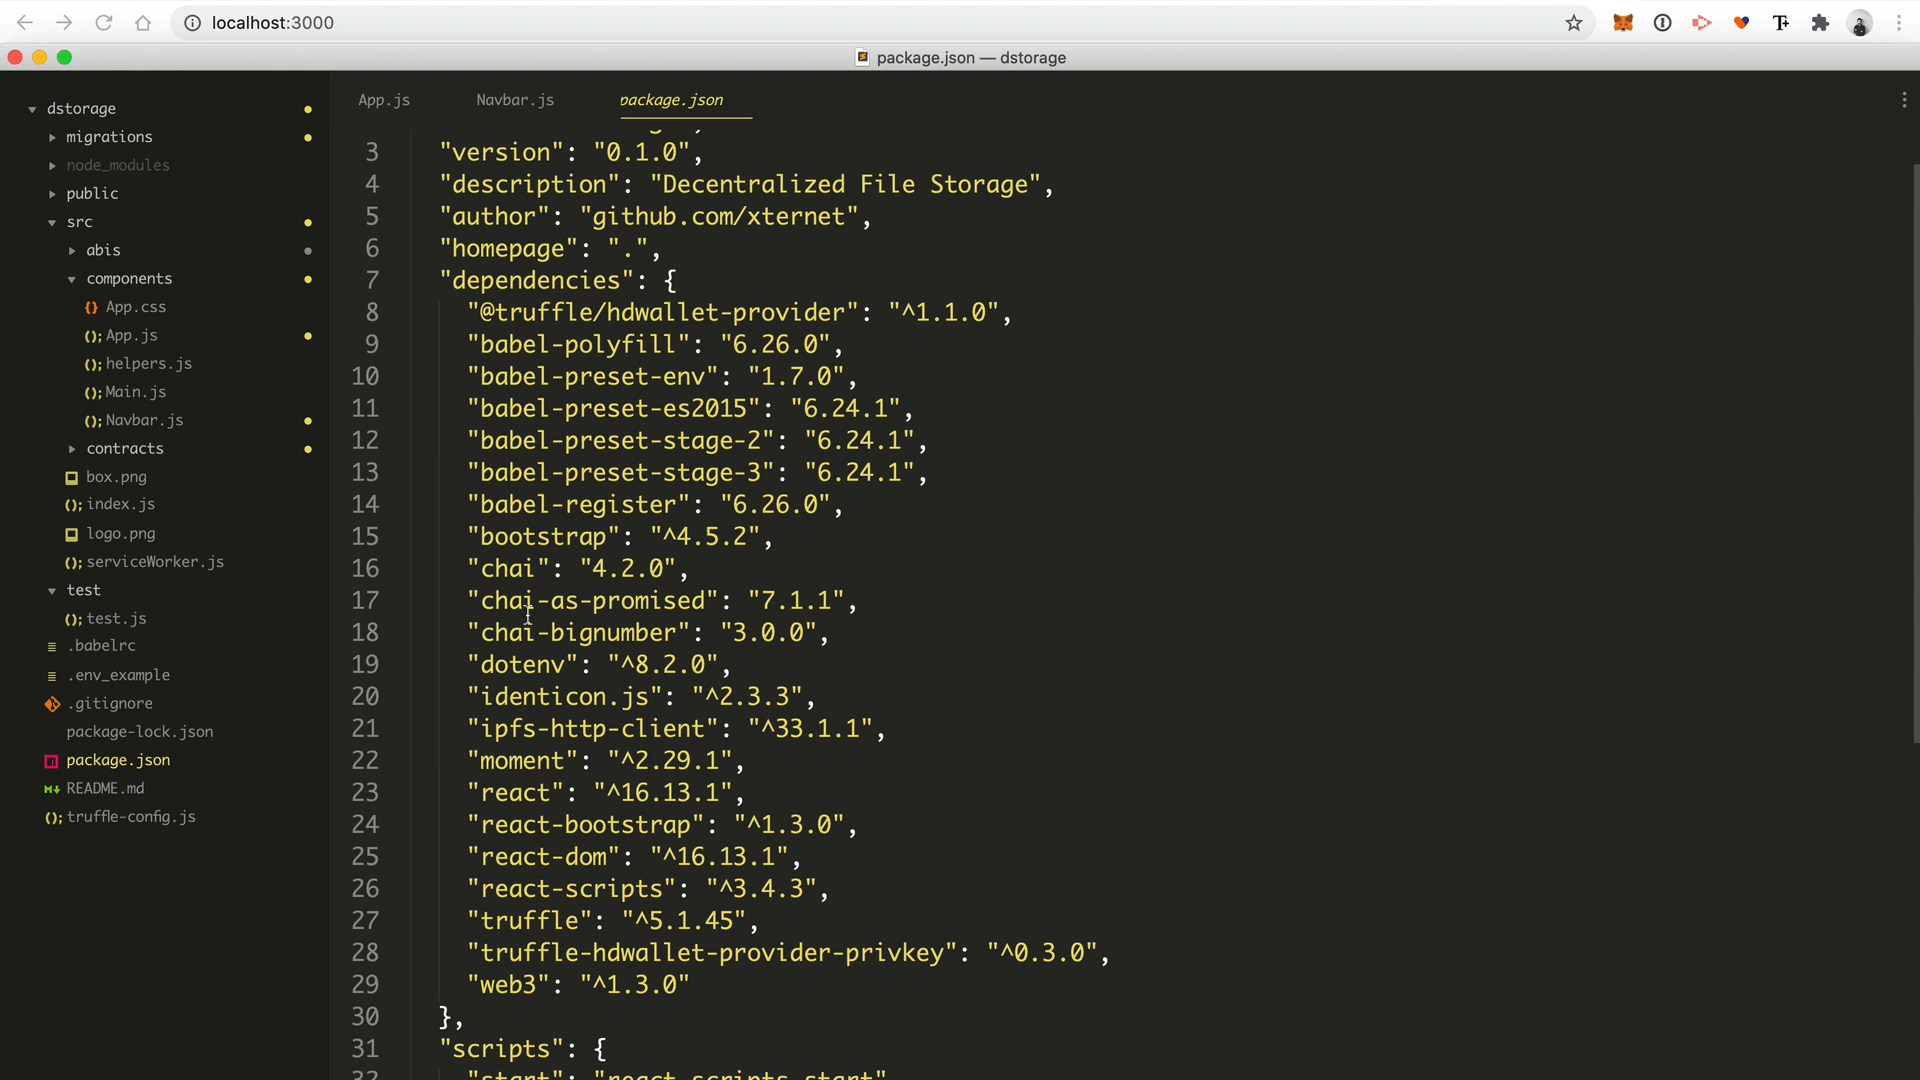 localhost:3000
package.json — dstorage
dstorage
migrations
node_modules
public
src
abis
components
App.css
App.js
helpers.js
Main.js
Navbar.js
contracts
box.png
index.js
logo.png
serviceWorker.js
test
test.js
.babelrc
.env_example
.gitignore
package-lock.json
package.json
README.md
truffle-config.js
App.js Navbar.js package.json
3 "version": "0.1.0",
4 "description": "Decentralized File Storage",
5 "author": "github.com/xternet",
6 "homepage": ".",
7 "dependencies": {
8 "@truffle/hdwallet-provider": "^1.1.0",
9 "babel-polyfill": "6.26.0",
10 "babel-preset-env": "1.7.0",
11 "babel-preset-es2015": "6.24.1",
12 "babel-preset-stage-2": "6.24.1",
13 "babel-preset-stage-3": "6.24.1",
14 "babel-register": "6.26.0",
15 "bootstrap": "^4.5.2",
16 "chai": "4.2.0",
17 "chai-as-promised": "7.1.1",
18 "chai-bignumber": "3.0.0",
19 "dotenv": "^8.2.0",
20 "identicon.js": "^2.3.3",
21 "ipfs-http-client": "^33.1.1",
22 "moment": "^2.29.1",
23 "react": "^16.13.1",
24 "react-bootstrap": "^1.3.0",
25 "react-dom": "^16.13.1",
26 "react-scripts": "^3.4.3",
27 "truffle": "^5.1.45",
28 "truffle-hdwallet-provider-privkey": "^0.3.0",
29 "web3": "^1.3.0"
30 },
31 "scripts": {
32 "start": "react-scripts start"